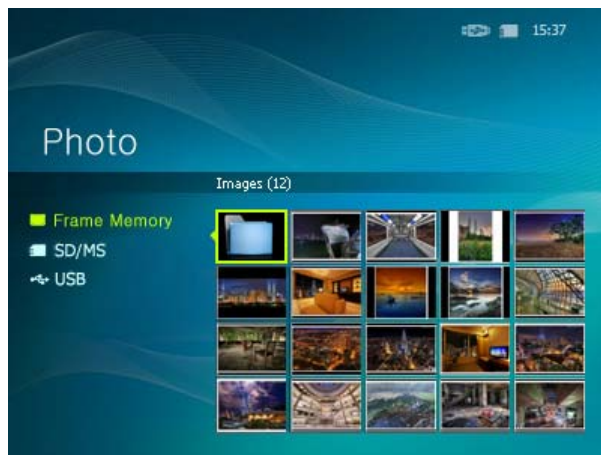 15:37
Photo
Images (12)
Frame Memory
SD/MS
USB